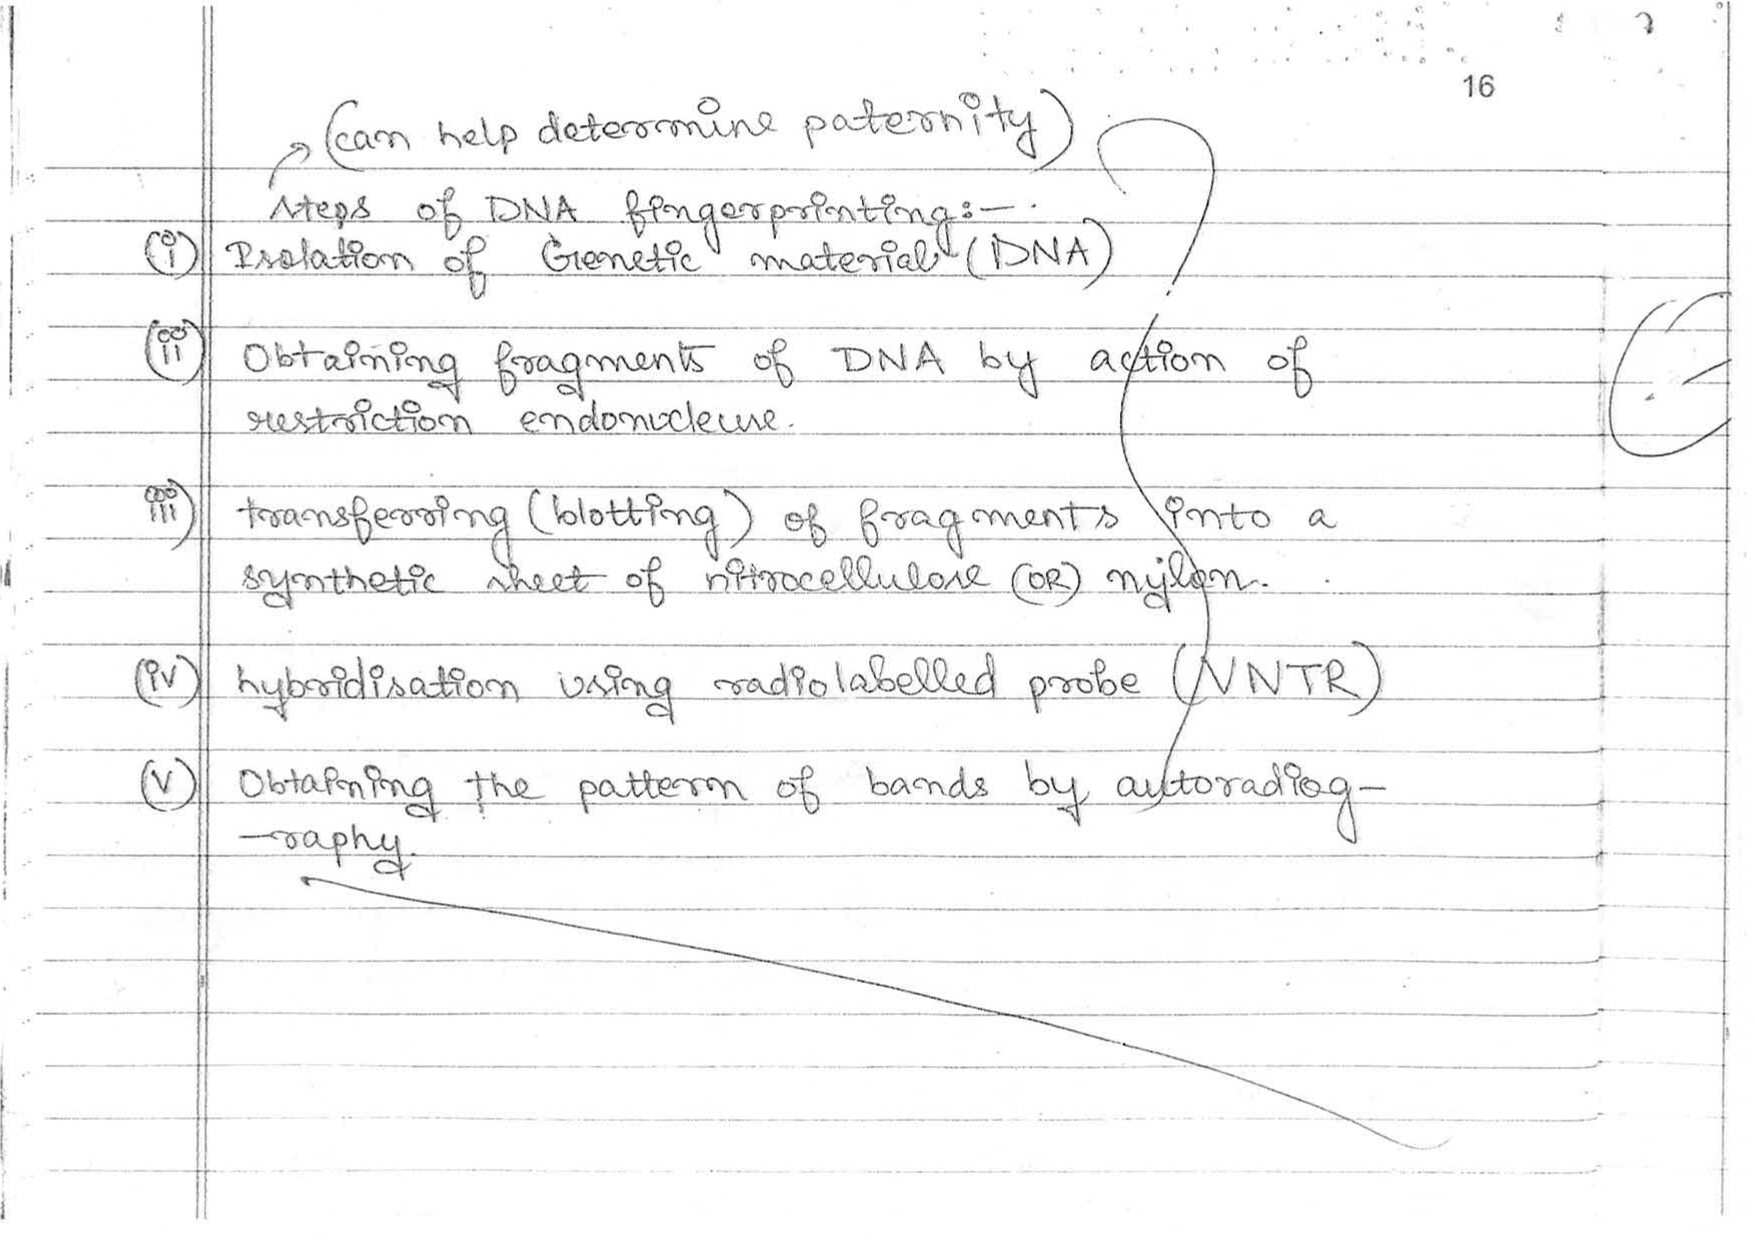 16
(can help determine paternity)
steps of DNA fingerprinting:-
(i) Isolation of Genetic material (DNA)
(ii) Obtaining fragments of DNA by action of
restriction endonuclease.
iii) transferring (blotting) of fragments into a
synthetic sheet of nitrocellulose (OR) nylon.
(iv) hybridisation using radiolabelled probe (VNTR)
(v) Obtaining the pattern of bands by autoradiog-
-raphy.